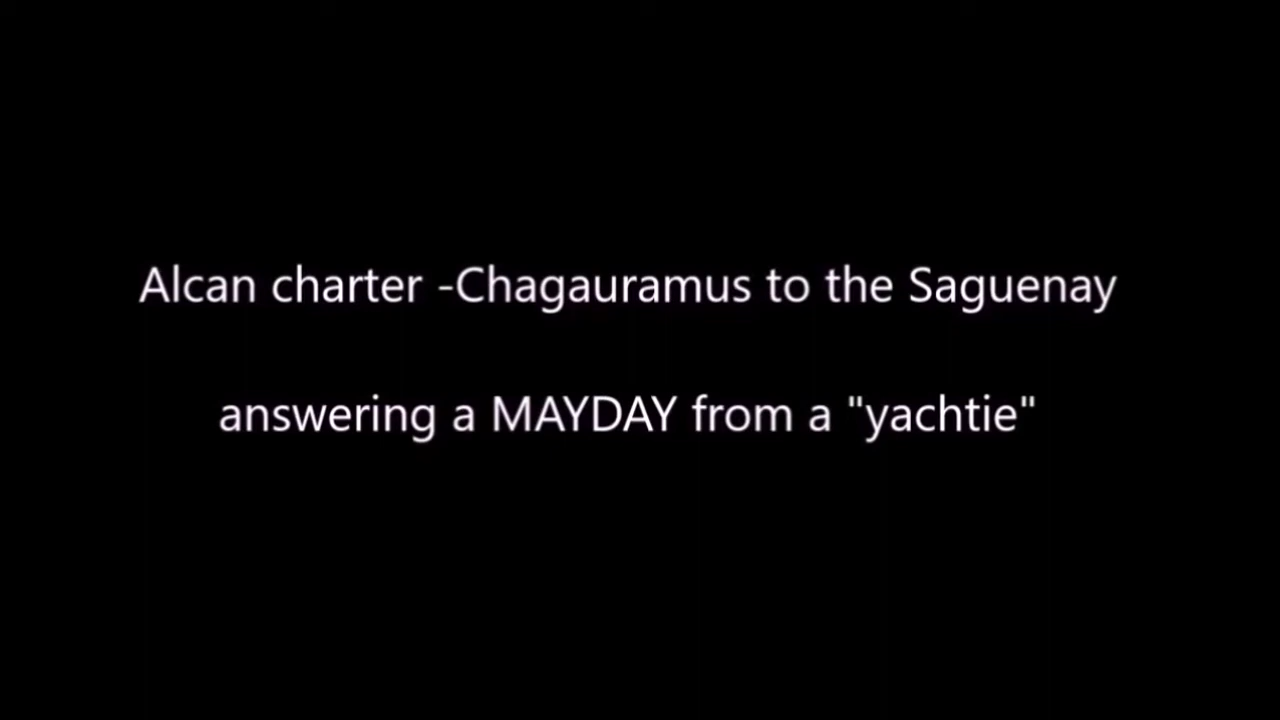 Alcan charter -Chagauramus to the Saguenay
answering a MAYDAY from a "yachtie"